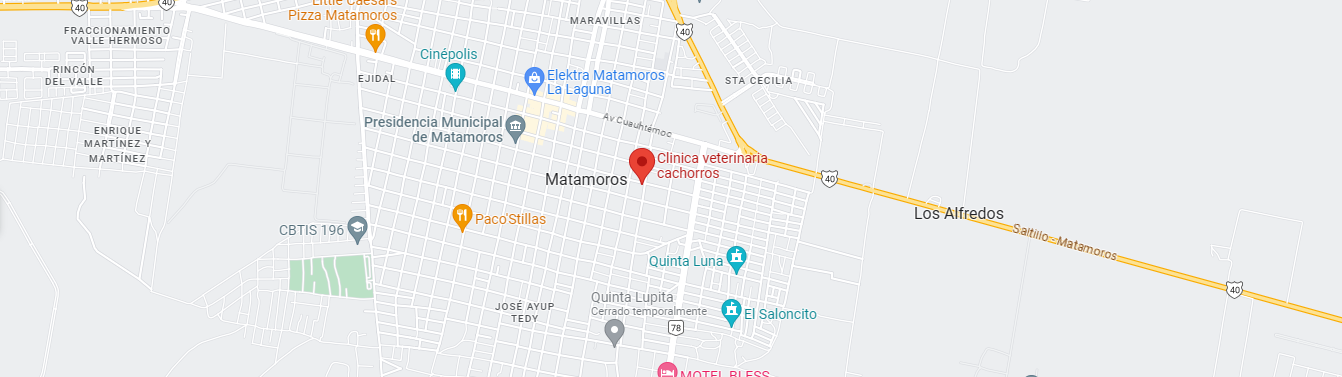 40
40
Little Caesars
Pizza Matamoros
MARAVILLAS
40
FRACCIONAMIENTO
VALLE HERMOSO
Cinépolis
RINCÓN
DEL VALLE
EJIDAL
Elektra Matamoros
La Laguna
STA CECILIA
Presidencia Municipal
de Matamoros
Av Cuauhtémoc
ENRIQUE
MARTÍNEZ Y
MARTÍNEZ
Clinica veterinaria
cachorros
Matamoros
40
Los Alfredos
Paco'Stillas
CBTIS 196
Saltillo - Matamoros
Quinta Luna
40
JOSÉ AYUP
TEDY
Quinta Lupita
Cerrado temporalmente
El Saloncito
78
MOTEL BLESS